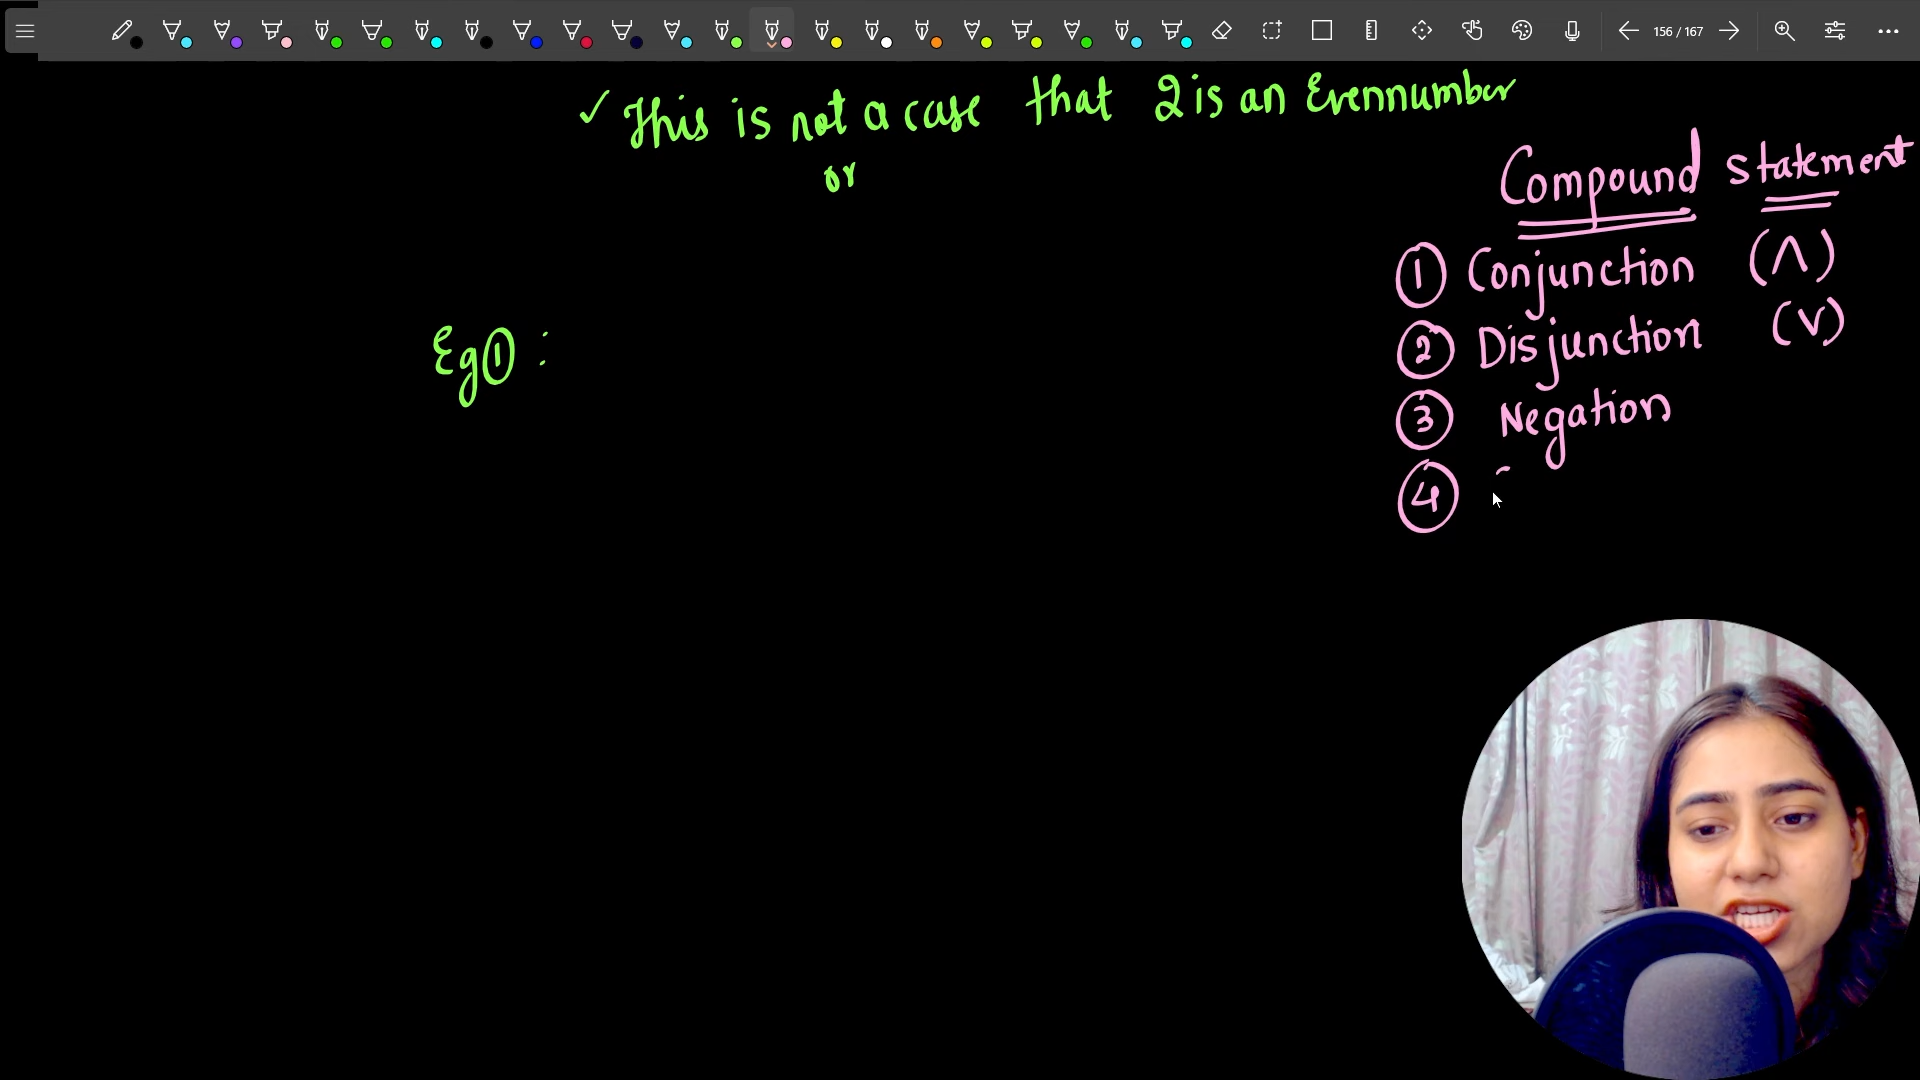 156 / 167
✓ This is not a case that 2 is an Evennumber
or
Compound statement
① Conjunction (∧)
② Disjunction (∨)
Eg① :
③ Negation
④